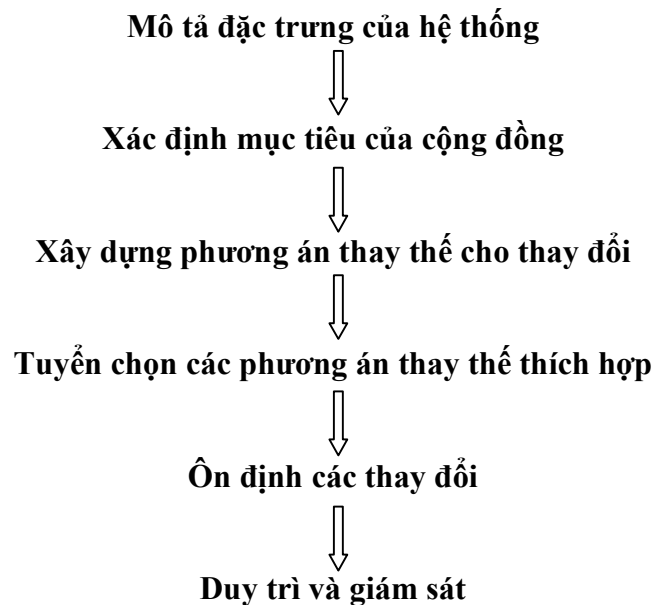 Mô tả đặc trưng của hệ thống
Xác định mục tiêu của cộng đồng
Xây dựng phương án thay thế cho thay đổi
Tuyển chọn các phương án thay thế thích hợp
Ôn định các thay đổi
Duy trì và giám sát